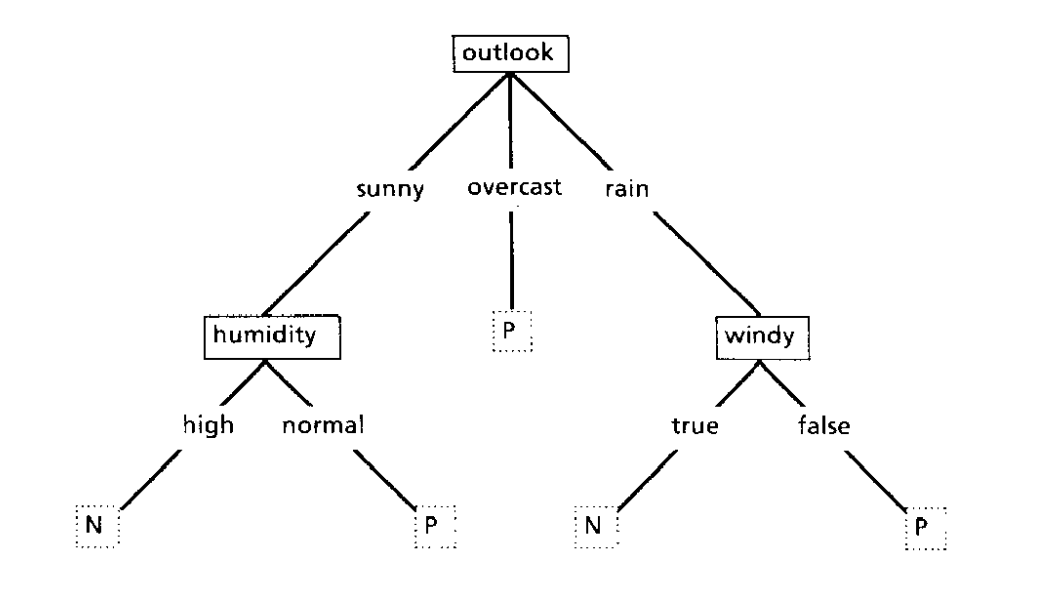 outlook
sunny overcast rain
humidity P windy
high normal true false
N P N P